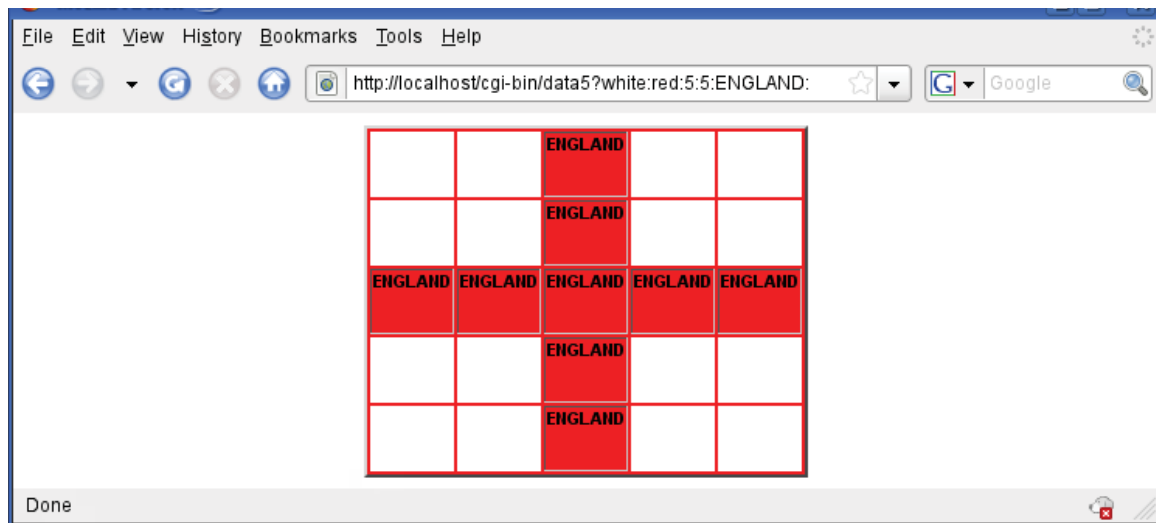 File Edit View History Bookmarks Tools Help
http://localhost/cgi-bin/data5?white:red:5:5:ENGLAND: G Google
ENGLAND
ENGLAND
ENGLAND ENGLAND ENGLAND ENGLAND ENGLAND
ENGLAND
ENGLAND
Done